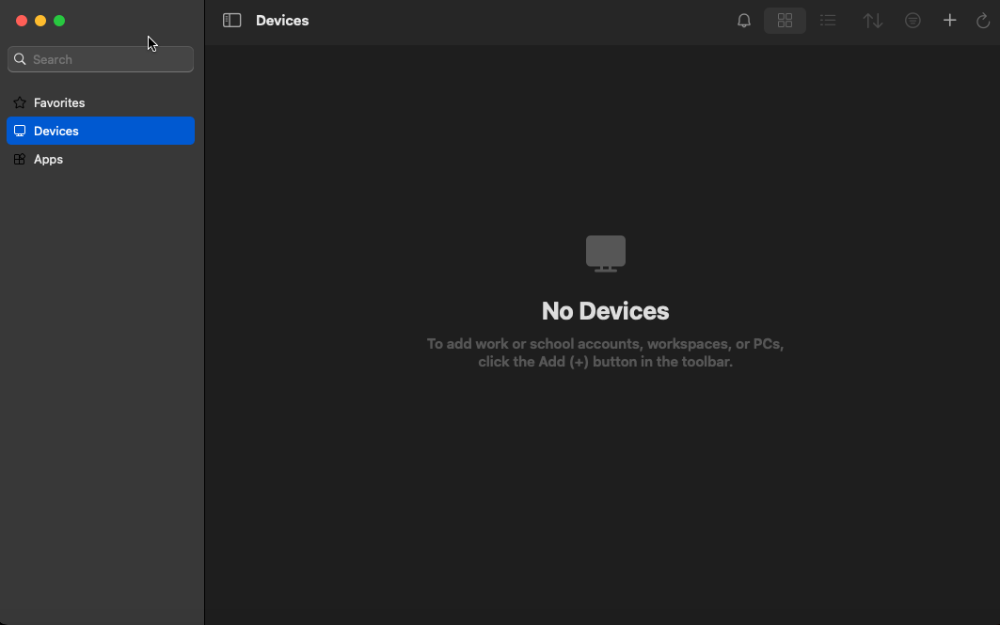 Devices
Search
Favorites
Devices
Apps
No Devices
To add work or school accounts, workspaces, or PCs,
click the Add (+) button in the toolbar.